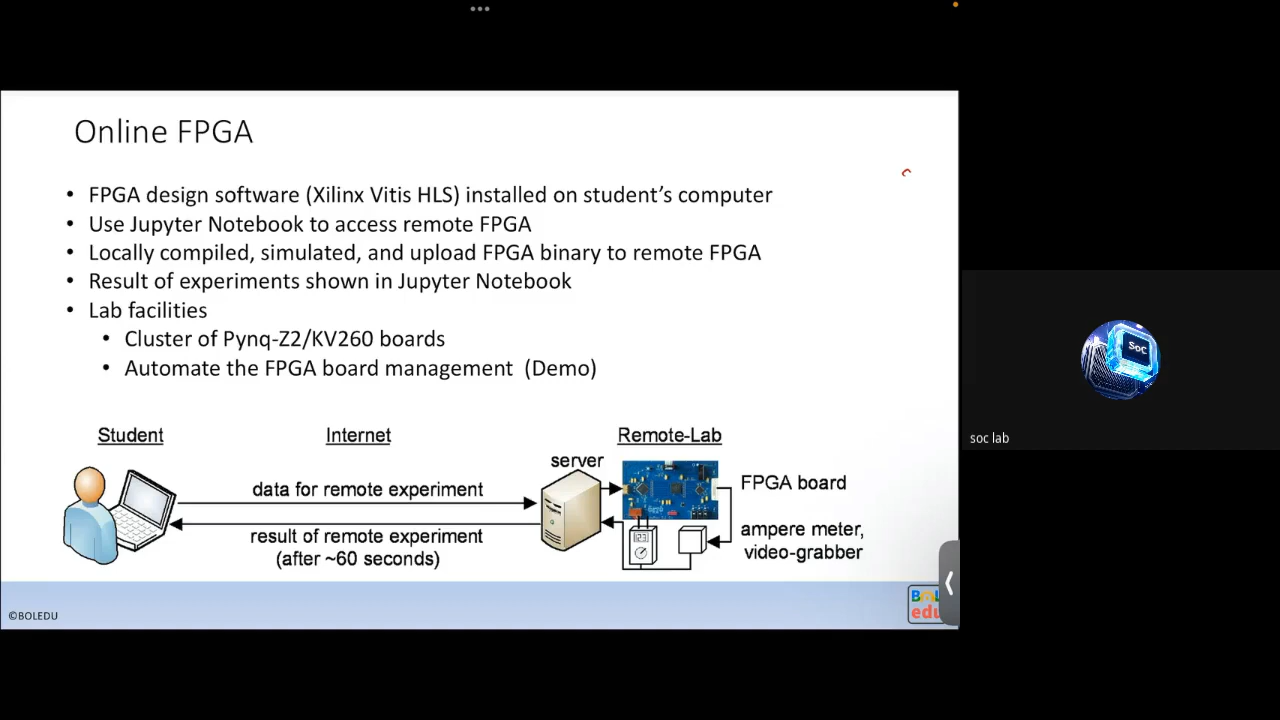 Online FPGA
• FPGA design software (Xilinx Vitis HLS) installed on student’s computer
• Use Jupyter Notebook to access remote FPGA
• Locally compiled, simulated, and upload FPGA binary to remote FPGA
• Result of experiments shown in Jupyter Notebook
• Lab facilities
• Cluster of Pynq-Z2/KV260 boards
• Automate the FPGA board management (Demo)
Student
Internet
Remote-Lab
server
data for remote experiment
FPGA board
result of remote experiment
(after ~60 seconds)
ampere meter,
video-grabber
©BOLEDU
edu
SoC
soc lab